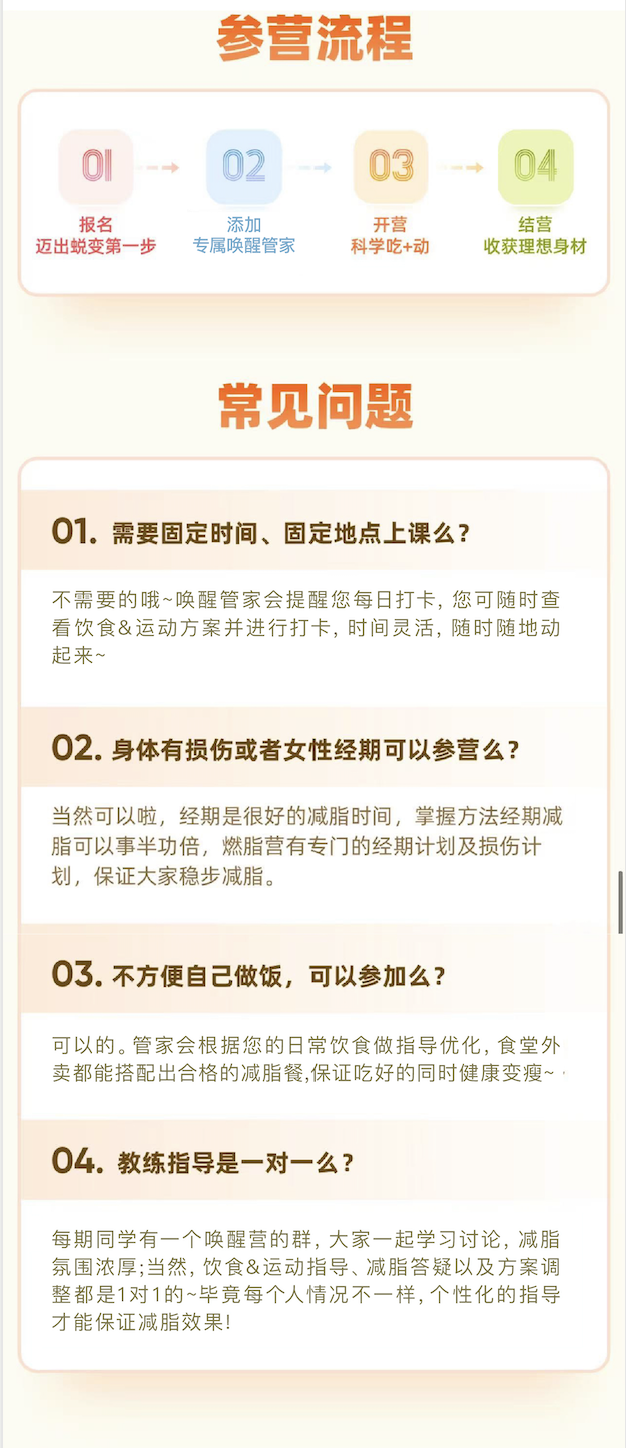 参营流程
01
02
03
04
报名
迈出蜕变第一步
添加
专属唤醒管家
开营
科学吃+动
结营
收获理想身材
常见问题
01. 需要固定时间、固定地点上课么？
不需要的哦~唤醒管家会提醒您每日打卡, 您可随时查
看饮食&运动方案并进行打卡, 时间灵活, 随时随地动
起来~
02. 身体有损伤或者女性经期可以参营么？
当然可以啦，经期是很好的减脂时间，掌握方法经期减
脂可以事半功倍，燃脂营有专门的经期计划及损伤计
划，保证大家稳步减脂。
03. 不方便自己做饭，可以参加么？
可以的。管家会根据您的日常饮食做指导优化, 食堂外
卖都能搭配出合格的减脂餐,保证吃好的同时健康变瘦~
04. 教练指导是一对一么？
每期同学有一个唤醒营的群, 大家一起学习讨论, 减脂
氛围浓厚;当然, 饮食&运动指导、减脂答疑以及方案调
整都是1对1的~毕竟每个人情况不一样, 个性化的指导
才能保证减脂效果!